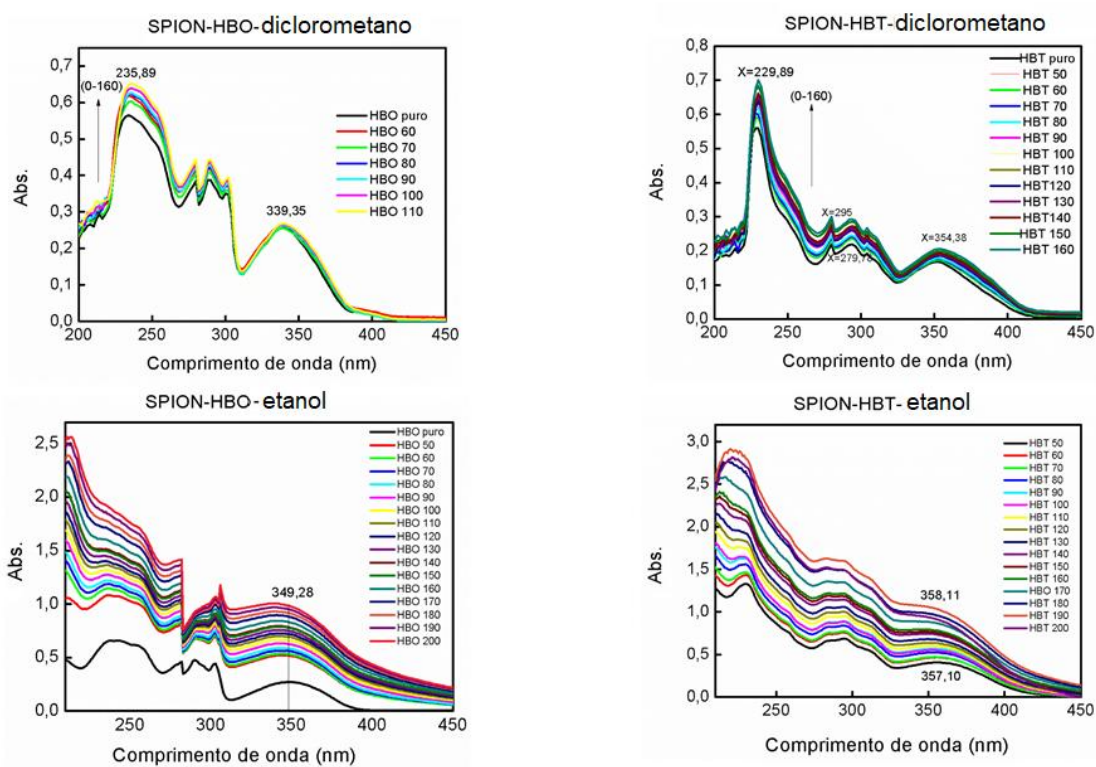 SPION-HBO-diclorometano
235,89
(0-160)
339,35
HBO puro
HBO 60
HBO 70
HBO 80
HBO 90
HBO 100
HBO 110
Abs.
0,7
0,6
0,5
0,4
0,3
0,2
0,1
0,0
200 250 300 350 400 450
Comprimento de onda (nm)
SPION-HBT-diclorometano
X=229,89
(0-160)
X=295
X=354,38
HBT puro
HBT 50
HBT 60
HBT 70
HBT 80
HBT 90
HBT 100
HBT 110
HBT120
HBT 130
HBT140
HBT 150
HBT 160
Abs.
0,8
0,7
0,6
0,5
0,4
0,3
0,2
0,1
0,0
200 250 300 350 400 450
Comprimento de onda (nm)
SPION-HBO-etanol
349,28
HBO puro
HBO 50
HBO 60
HBO 70
HBO 80
HBO 90
HBO 100
HBO 110
HBO 120
HBO 130
HBO 140
HBO 150
HBO 160
HBO 170
HBO 180
HBO 190
HBO 200
Abs.
2,5
2,0
1,5
1,0
0,5
0,0
250 300 350 400 450
Comprimento de onda (nm)
SPION-HBT-etanol
358,11
357,10
HBT 50
HBT 60
HBT 70
HBT 80
HBT 90
HBT 100
HBT 110
HBT 120
HBT 130
HBT 140
HBT 150
HBT 160
HBO 170
HBT 180
HBT 190
HBT 200
Abs.
3,0
2,5
2,0
1,5
1,0
0,5
0,0
250 300 350 400 450
Comprimento de onda (nm)